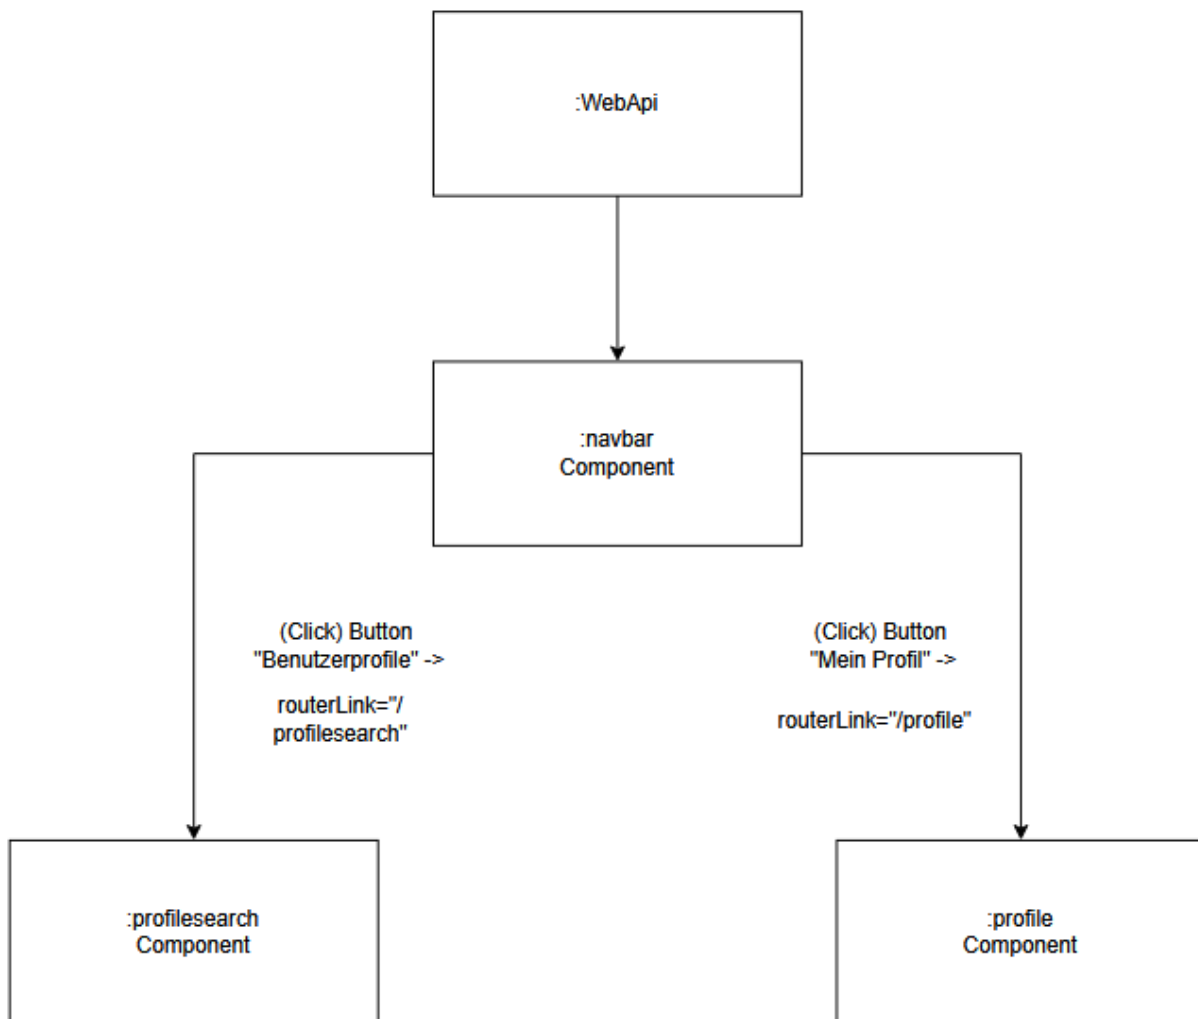 :WebApi
:navbar
Component
(Click) Button
"Benutzerprofile" ->
routerLink="/
profilesearch"
(Click) Button
"Mein Profil" ->
routerLink="/profile"
:profilesearch
Component
:profile
Component